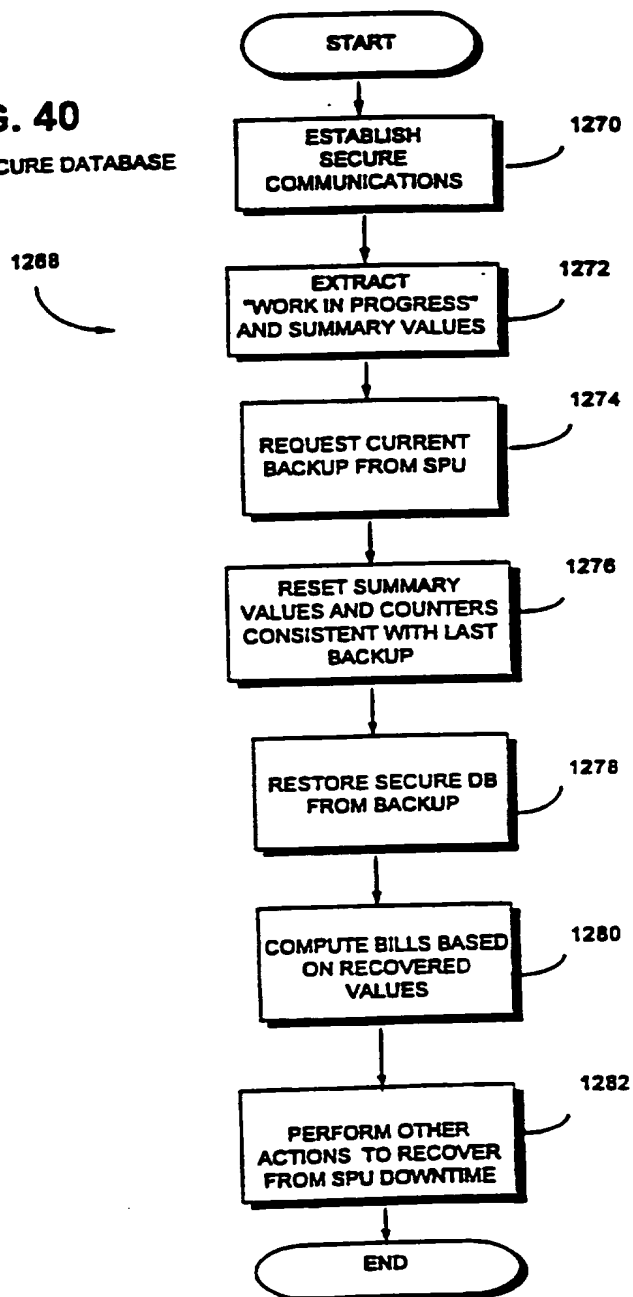 START
G. 40
CURE DATABASE
1270
ESTABLISH
SECURE
COMMUNICATIONS
1268
1272
EXTRACT
"WORK IN PROGRESS"
AND SUMMARY VALUES
1274
REQUEST CURRENT
BACKUP FROM SPU
1276
RESET SUMMARY
VALUES AND COUNTERS
CONSISTENT WITH LAST
BACKUP
1278
RESTORE SECURE DB
FROM BACKUP
1280
COMPUTE BILLS BASED
ON RECOVERED
VALUES
1282
PERFORM OTHER
ACTIONS TO RECOVER
FROM SPU DOWNTIME
END